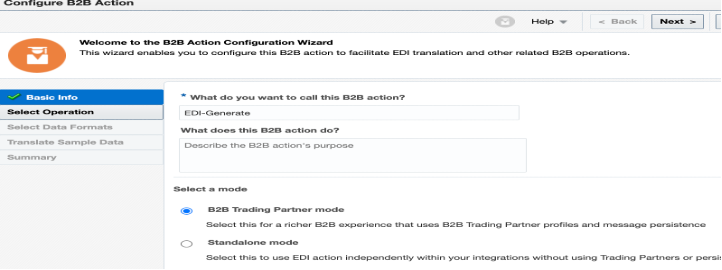 Configure B2B Action
Help
< Back
Next >
Welcome to the B2B Action Configuration Wizard
This wizard enables you to configure this B2B action to facilitate EDI translation and other related B2B operations.
Basic Info
Select Operation
Select Data Formats
Translate Sample Data
Summary
* What do you want to call this B2B action?
EDI-Generate
What does this B2B action do?
Describe the B2B action's purpose
Select a mode
B2B Trading Partner mode
Select this for a richer B2B experience that uses B2B Trading Partner profiles and message persistence
Standalone mode
Select this to use EDI action independently within your integrations without using Trading Partners or persi